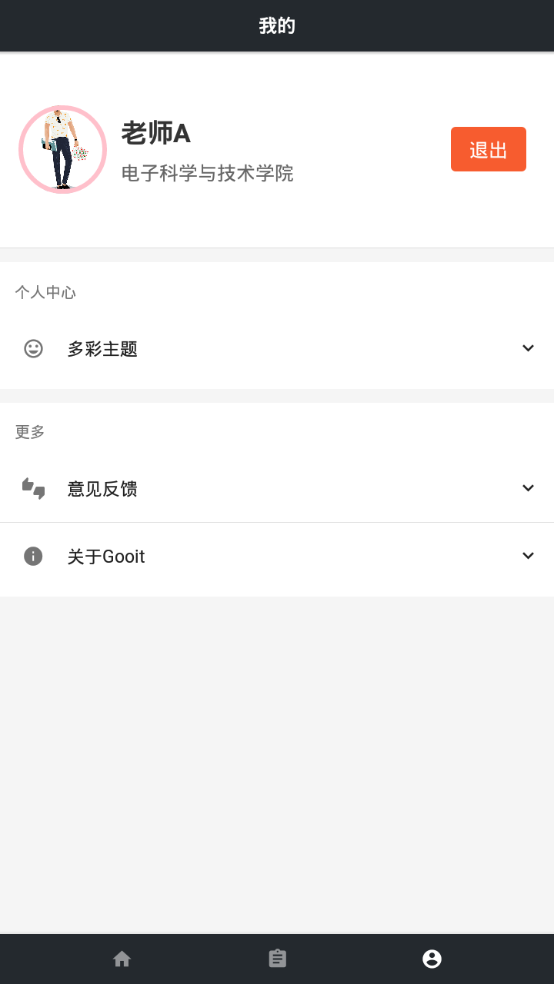 我的
老师A
电子科学与技术学院
退出
个人中心
多彩主题
更多
意见反馈
关于Gooit